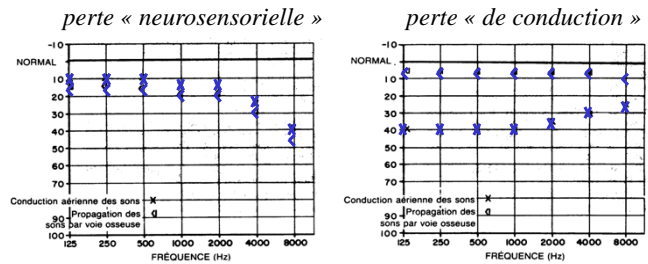 perte « neurosensorielle »
-10
NORMAL
10
20
30
40
50
60
70
Conduction aérienne des sons X
90 Propagation des
sons par voie osseuse
100
125 250 500 1000 2000 4000 8000
FRÉQUENCE (Hz)
perte « de conduction »
-10
NORMAL
10
20
30
40
50
60
70
Conduction aérienne des sons X
90 Propagation des
sons par voie osseuse
100
125 250 500 1000 2000 4000 8000
FRÉQUENCE (Hz)